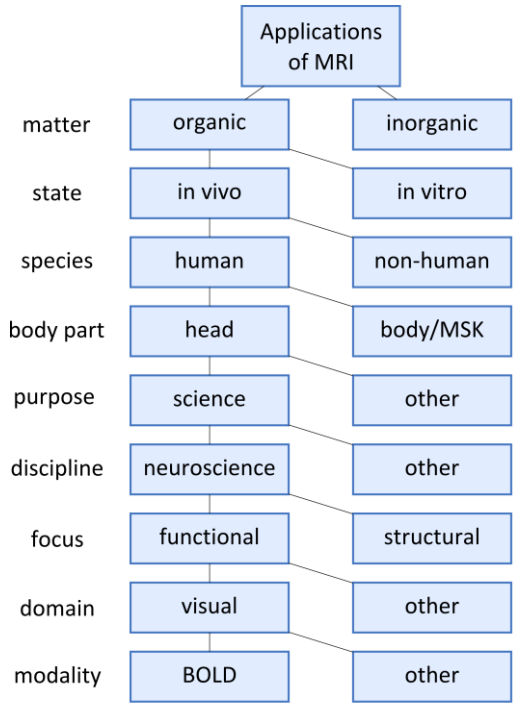 Applications
of MRI
matter organic inorganic
state in vivo in vitro
species human non-human
body part head body/MSK
purpose science other
discipline neuroscience other
focus functional structural
domain visual other
modality BOLD other